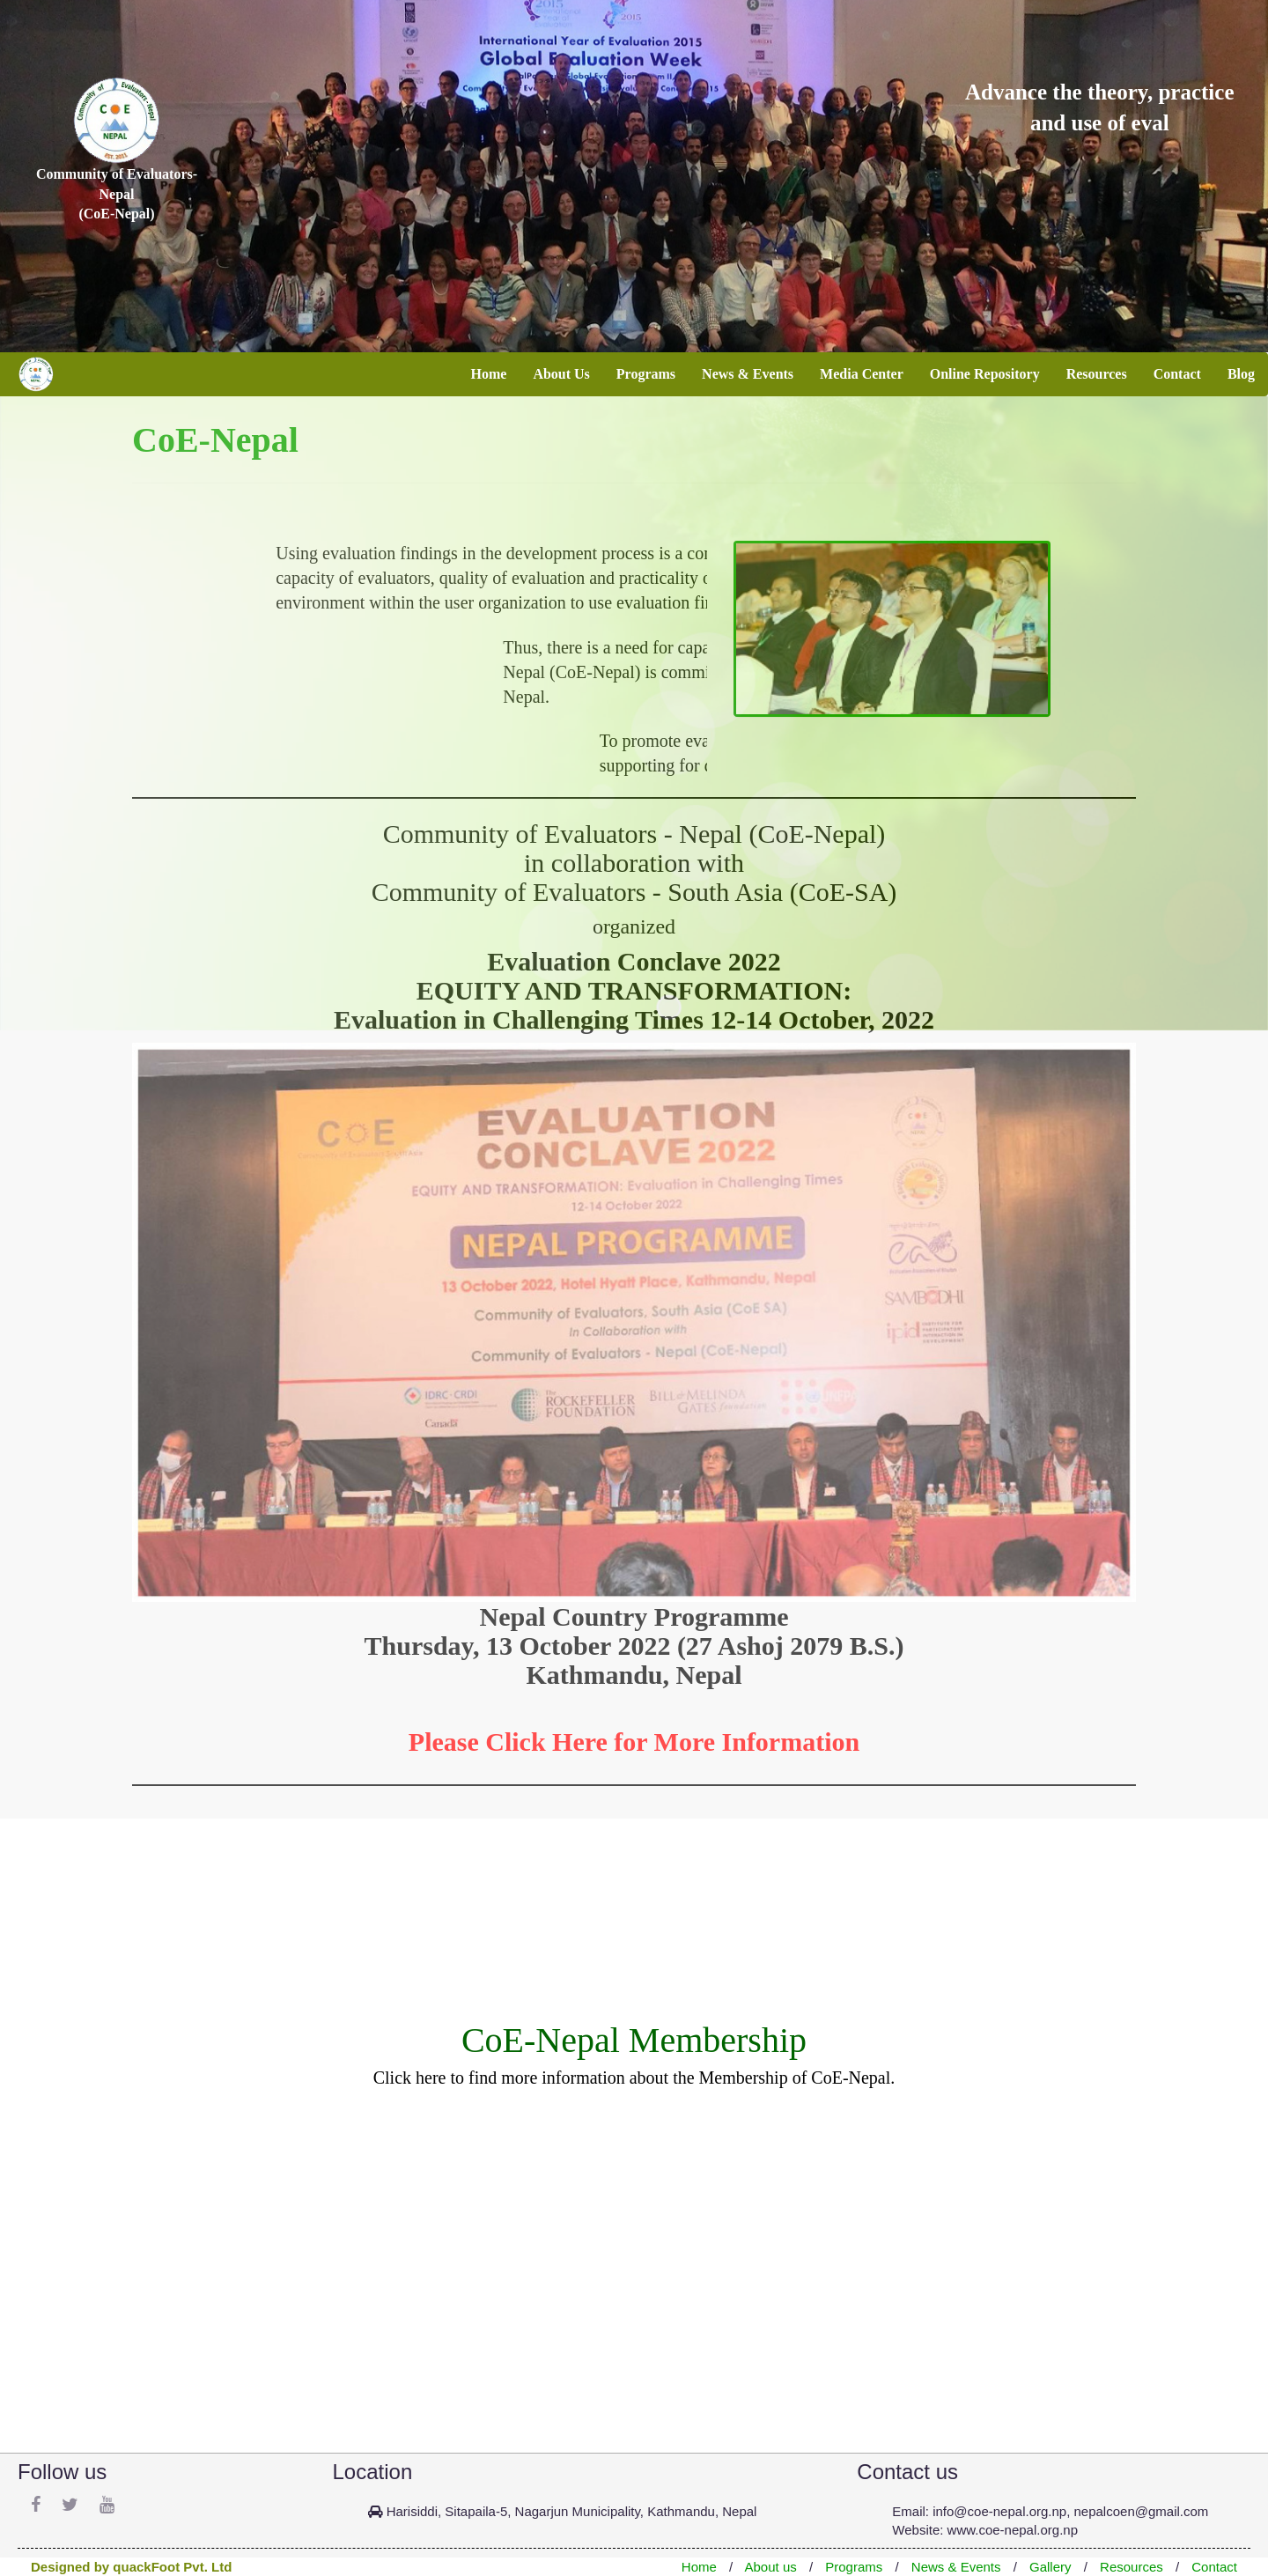 2015
2015
International Year of Evaluation 2015
Global Evaluation Week
Community of Evaluators-Nepal
C E
NEPAL
EST. 2011
Community of Evaluators-
Nepal
(CoE-Nepal)
Advance the theory, practice
and use of eval
Home About Us Programs News & Events Media Center Online Repository Resources Contact Blog
CoE-Nepal
Using evaluation findings in the development process is a co
capacity of evaluators, quality of evaluation and practicality
environment within the user organization to use evaluation fi
Thus, there is a need for capa
Nepal (CoE-Nepal) is commi
Nepal.
To promote eva
supporting for
Community of Evaluators - Nepal (CoE-Nepal)
in collaboration with
Community of Evaluators - South Asia (CoE-SA)
organized
Evaluation Conclave 2022
EQUITY AND TRANSFORMATION:
Evaluation in Challenging Times 12-14 October, 2022
COE
EVALUATION
CONCLAVE 2022
EQUITY AND TRANSFORMATION: Evaluation in Challenging Times
12-14 October 2022
NEPAL PROGRAMME
13 October 2022, Hotel Hyatt Place, Kathmandu, Nepal
Community of Evaluators, South Asia (CoE SA)
In Collaboration with
Community of Evaluators - Nepal (CoE-Nepal)
SAMBODHI
ipid
IDRC · CRDI
Canada
The
ROCKEFELLER
FOUNDATION
BILL & MELINDA
GATES foundation
UNFPA
Nepal Country Programme
Thursday, 13 October 2022 (27 Ashoj 2079 B.S.)
Kathmandu, Nepal
Please Click Here for More Information
CoE-Nepal Membership
Click here to find more information about the Membership of CoE-Nepal.
Follow us
Location
Contact us
You
Tube
Harisiddi, Sitapaila-5, Nagarjun Municipality, Kathmandu, Nepal
Email: info@coe-nepal.org.np, nepalcoen@gmail.com
Website: www.coe-nepal.org.np
Designed by quackFoot Pvt. Ltd
Home / About us / Programs / News & Events / Gallery / Resources / Contact